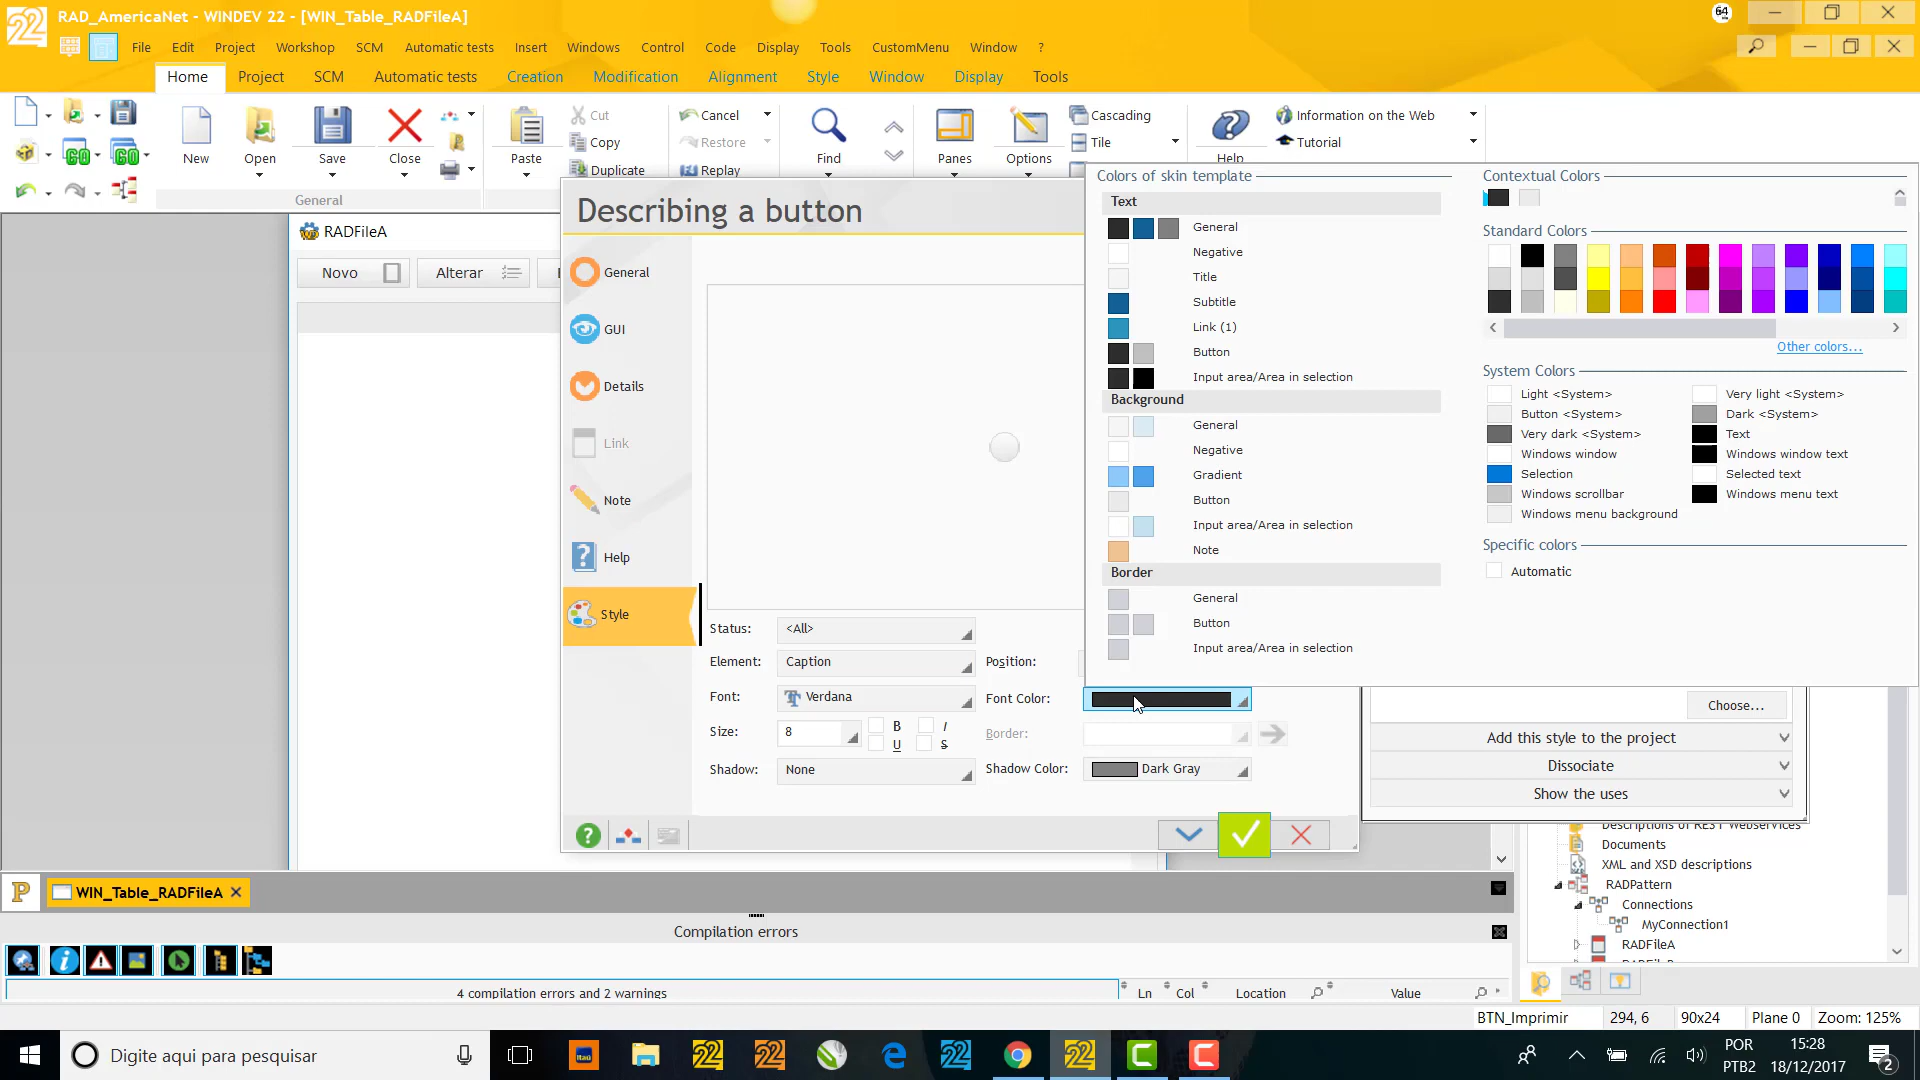 RAD_AmericaNet - WINDEV 22 - [WIN_Table_RADFileA]
64
File Edit Project Workshop SCM Automatic tests Insert Windows Control Code Display Tools CustomMenu Window ?
Home Project SCM Automatic tests Creation Modification Alignment Style Window Display Tools
New Open Save Close Paste Cut Copy Duplicate Cancel Restore Replay Find Panes Options Cascading Tile Help Information on the Web Tutorial
General
RADFileA
Novo Alterar
Describing a button
General
GUI
Details
Link
Note
Help
Style
Status: <All>
Element: Caption Position:
Font: Verdana Font Color:
Size: 8 B I U S Border:
Shadow: None Shadow Color: Dark Gray
Colors of skin template
Text
General
Negative
Title
Subtitle
Link (1)
Button
Input area/Area in selection
Background
General
Negative
Gradient
Button
Input area/Area in selection
Note
Border
General
Button
Input area/Area in selection
Contextual Colors
Standard Colors
Other colors...
System Colors
Light <System> Very light <System>
Button <System> Dark <System>
Very dark <System> Text
Windows window Windows window text
Selection Selected text
Windows scrollbar Windows menu text
Windows menu background
Specific colors
Automatic
Choose...
Add this style to the project
Dissociate
Show the uses
Descriptions of REST Webservices
Documents
XML and XSD descriptions
RADPattern
Connections
MyConnection1
RADFileA
WIN_Table_RADFileA
Compilation errors
4 compilation errors and 2 warnings Ln Col Location Value
BTN_Imprimir 294, 6 90x24 Plane 0 Zoom: 125%
Digite aqui para pesquisar
POR
PTB2
15:28
18/12/2017
2